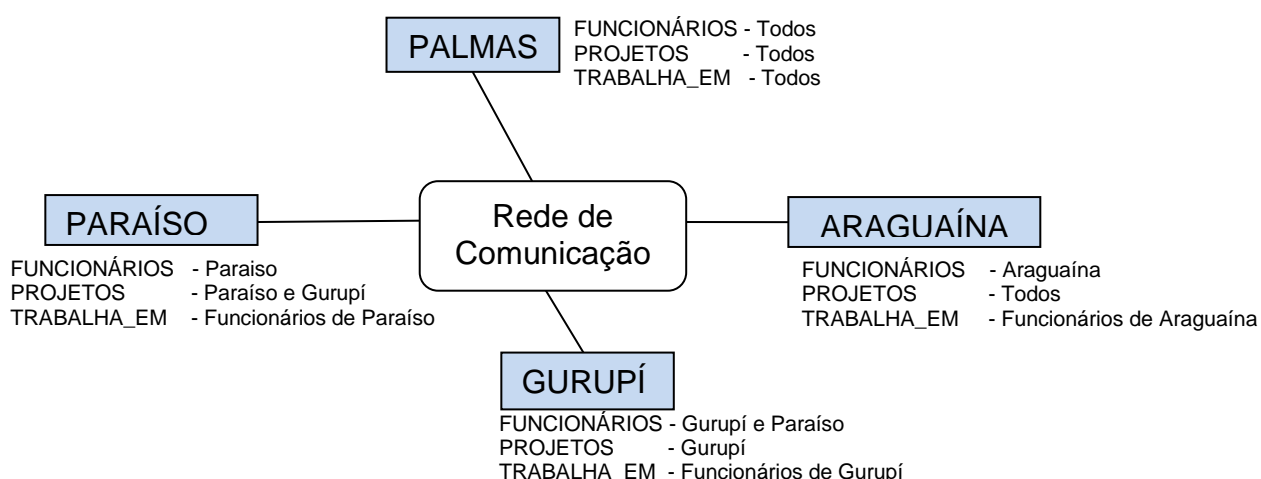 PALMAS
FUNCIONÁRIOS - Todos
PROJETOS - Todos
TRABALHA_EM - Todos
PARAÍSO
FUNCIONÁRIOS - Paraiso
PROJETOS - Paraíso e Gurupí
TRABALHA_EM - Funcionários de Paraíso
Rede de
Comunicação
ARAGUAÍNA
FUNCIONÁRIOS - Araguaína
PROJETOS - Todos
TRABALHA_EM - Funcionários de Araguaína
GURUPÍ
FUNCIONÁRIOS - Gurupí e Paraíso
PROJETOS - Gurupí
TRABALHA_EM - Funcionários de Gurupí